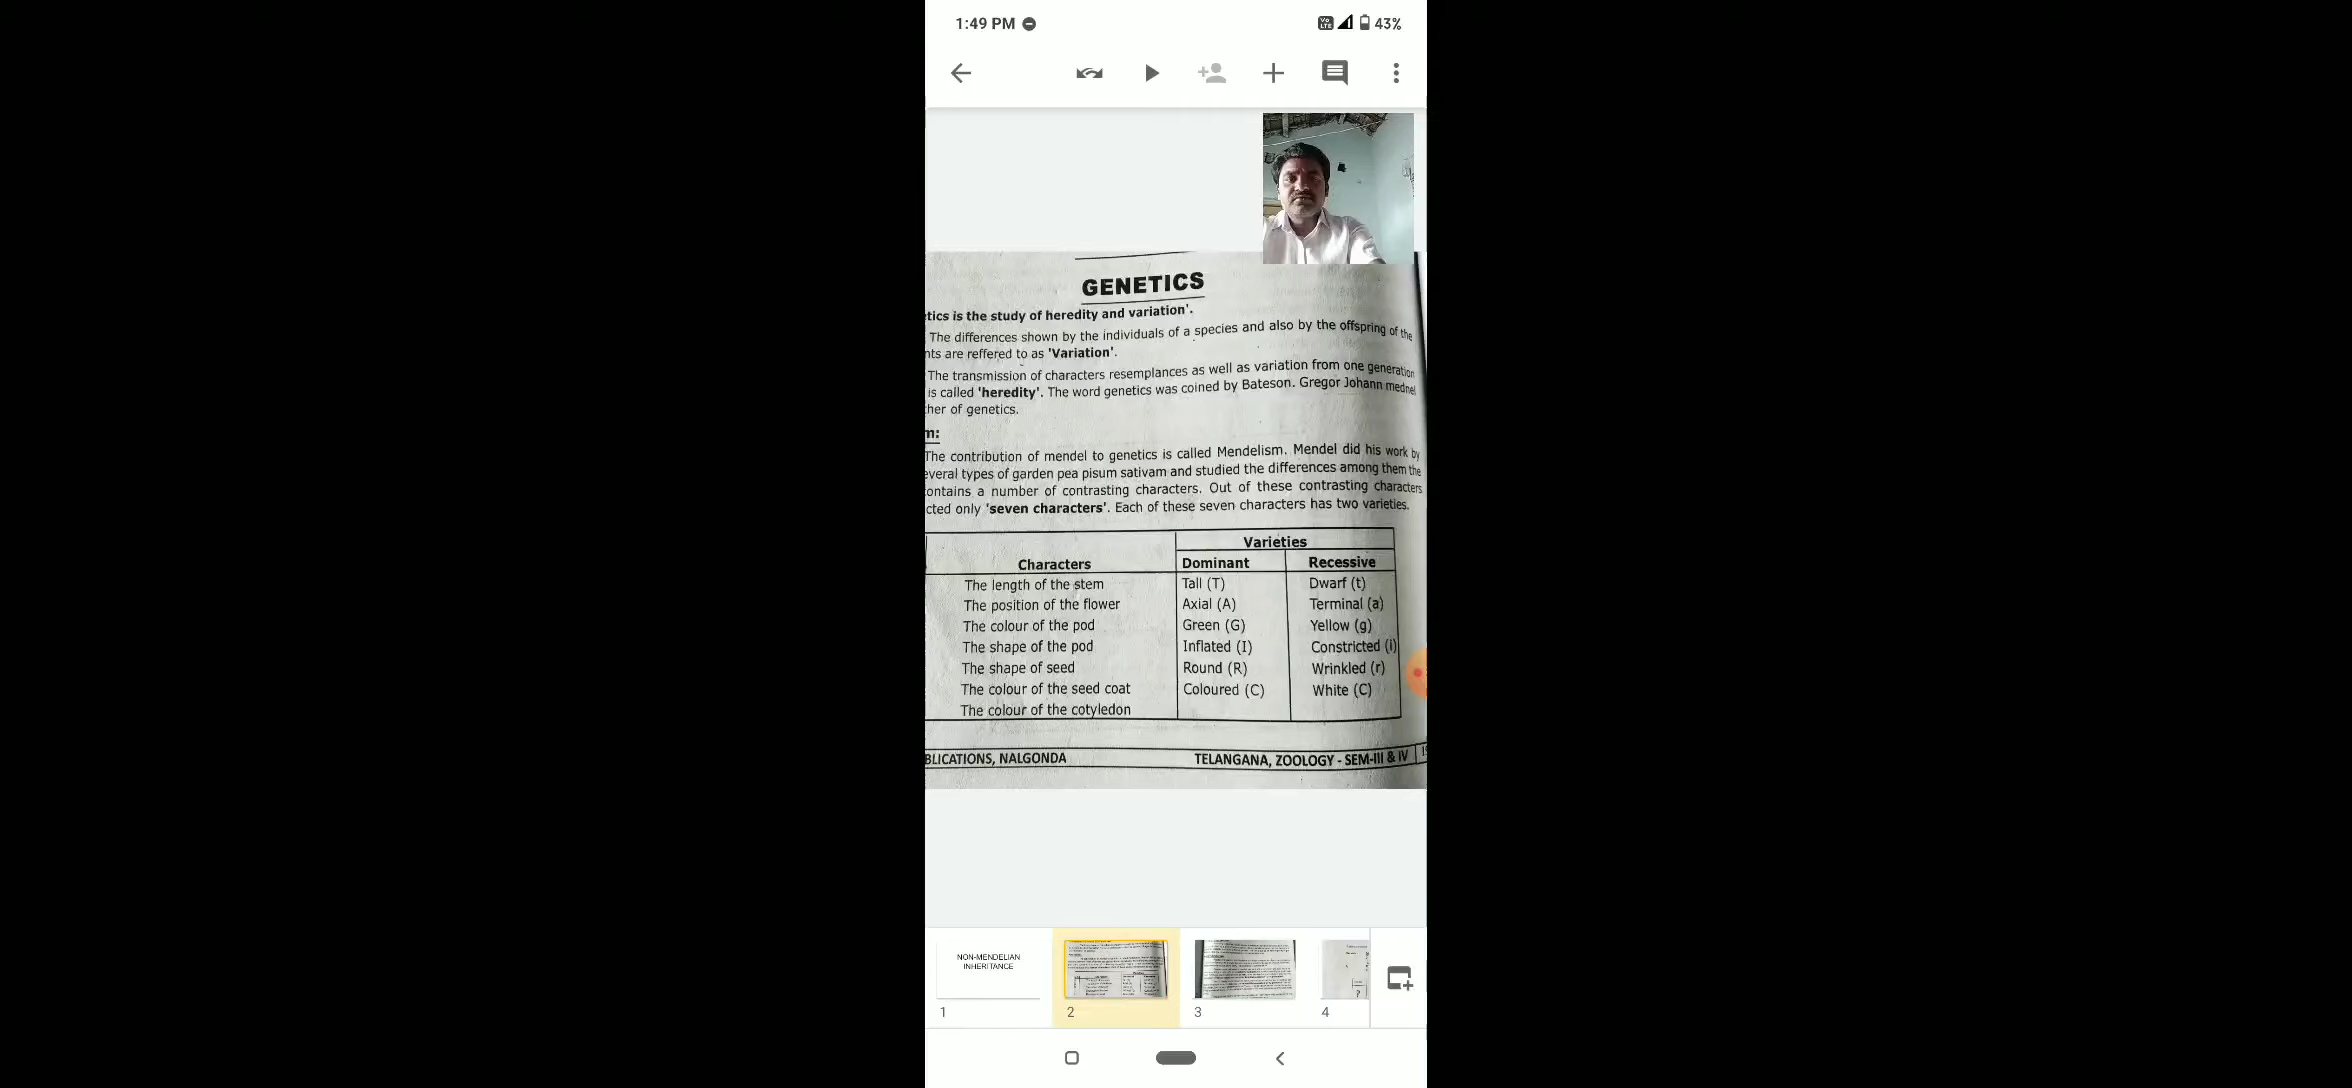 1:49 PM
Vo LTE
43%
GENETICS
tics is the study of heredity and variation'.
The differences shown by the individuals of a species and also by the offspring of the
nts are reffered to as 'Variation'.
The transmission of characters resemplances as well as variation from one generation
is called 'heredity'. The word genetics was coined by Bateson. Gregor Johann mednel
ther of genetics.
m:
The contribution of mendel to genetics is called Mendelism. Mendel did his work by
everal types of garden pea pisum sativam and studied the differences among them the
contains a number of contrasting characters. Out of these contrasting characters
cted only 'seven characters'. Each of these seven characters has two varieties.
Varieties
Characters Dominant Recessive
The length of the stem Tall (T) Dwarf (t)
The position of the flower Axial (A) Terminal (a)
The colour of the pod Green (G) Yellow (g)
The shape of the pod Inflated (I) Constricted (i)
The shape of seed Round (R) Wrinkled (r)
The colour of the seed coat Coloured (C) White (C)
The colour of the cotyledon
BLICATIONS, NALGONDA TELANGANA, ZOOLOGY - SEM-III & IV
NON-MENDELIAN
INHERITANCE
1 2 3 4